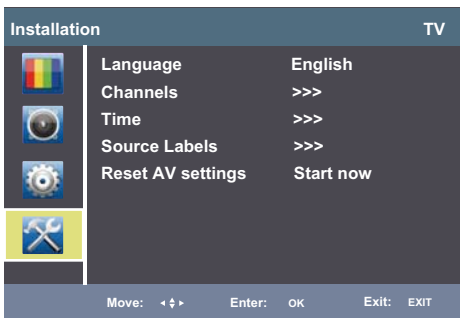 Installation TV
Language English
Channels >>>
Time >>>
Source Labels >>>
Reset AV settings Start now
Move: Enter: OK Exit: EXIT